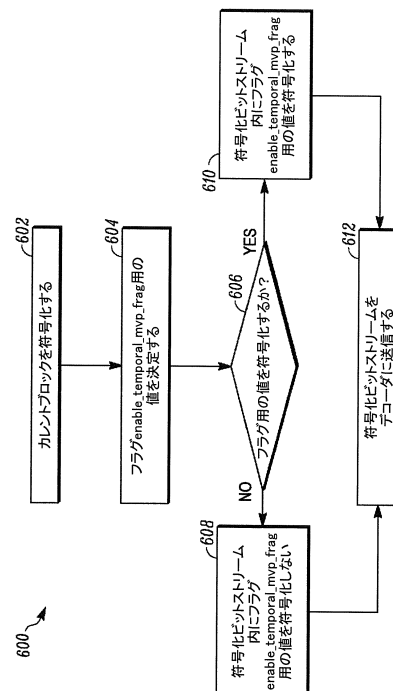 600
602
カレントブロックを符号化する
604
フラグenable_temporal_mvp_frag用の
値を決定する
606
フラグ用の値を符号化するか?
NO
YES
608
符号化ビットストリーム
内にフラグ
enable_temporal_mvp_frag
用の値を符号化しない
610
符号化ビットストリーム
内にフラグ
enable_temporal_mvp_frag
用の値を符号化する
612
符号化ビットストリームを
デコーダに送信する